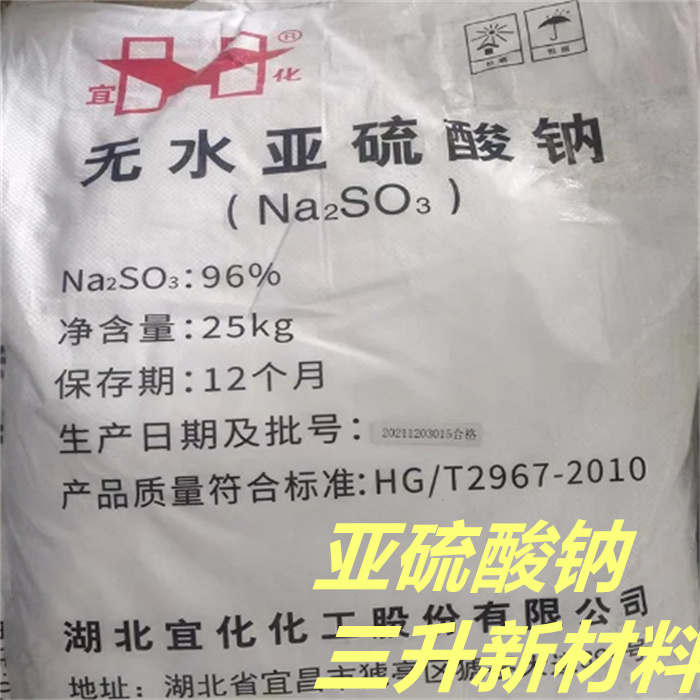 宜 化 ®
无水亚硫酸钠
(Na₂SO₃)
Na₂SO₃:96%
净含量:25kg
保存期:12个月
生产日期及批号:20211203015合格
产品质量符合标准:HG/T2967-2010
亚硫酸钠
湖北宜化化工股份有限公司
三升新材料
地址:湖北省宜昌市猇亭区猇